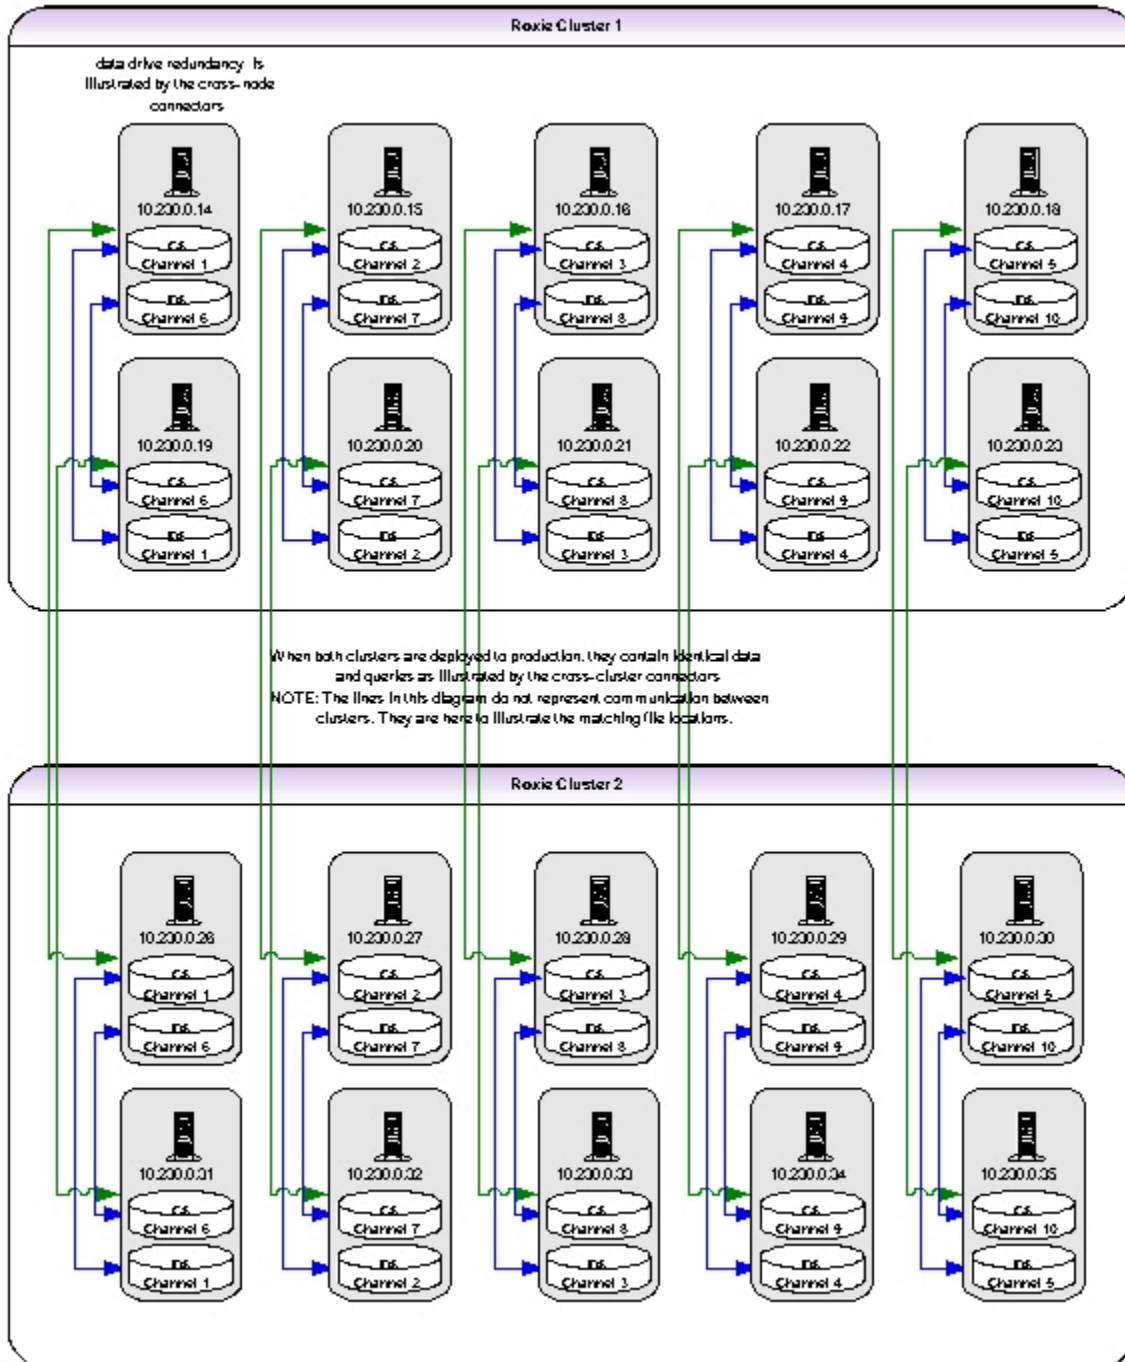 Roxie Cluster 1
data drive redundancy is
illustrated by the cross-node
connectors
10.230.0.14
10.230.0.15
10.230.0.16
10.230.0.17
10.230.0.18
C:\
Channel 1
C:\
Channel 2
C:\
Channel 3
C:\
Channel 4
C:\
Channel 5
D:\
Channel 6
D:\
Channel 7
D:\
Channel 8
D:\
Channel 9
D:\
Channel 10
10.230.0.19
10.230.0.20
10.230.0.21
10.230.0.22
10.230.0.23
C:\
Channel 6
C:\
Channel 7
C:\
Channel 8
C:\
Channel 9
C:\
Channel 10
D:\
Channel 1
D:\
Channel 2
D:\
Channel 3
D:\
Channel 4
D:\
Channel 5
When both clusters are deployed to production, they contain identical data
and queries as illustrated by the cross-cluster connectors
NOTE: The lines in this diagram do not represent communication between
clusters. They are here to illustrate the matching file locations.
Roxie Cluster 2
10.230.0.26
10.230.0.27
10.230.0.28
10.230.0.29
10.230.0.30
C:\
Channel 1
C:\
Channel 2
C:\
Channel 3
C:\
Channel 4
C:\
Channel 5
D:\
Channel 6
D:\
Channel 7
D:\
Channel 8
D:\
Channel 9
D:\
Channel 10
10.230.0.31
10.230.0.32
10.230.0.33
10.230.0.34
10.230.0.35
C:\
Channel 6
C:\
Channel 7
C:\
Channel 8
C:\
Channel 9
C:\
Channel 10
D:\
Channel 1
D:\
Channel 2
D:\
Channel 3
D:\
Channel 4
D:\
Channel 5